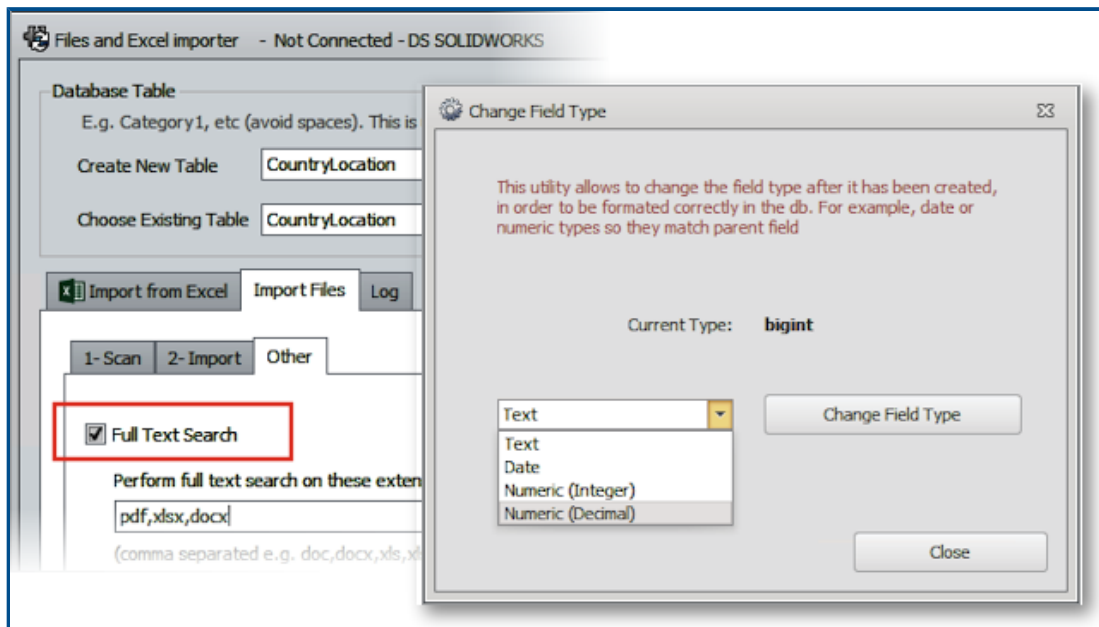 Files and Excel importer - Not Connected - DS SOLIDWORKS
Database Table
E.g. Category1, etc (avoid spaces). This is
Create New Table CountryLocation
Choose Existing Table CountryLocation
Import from Excel Import Files Log
1- Scan 2- Import Other
Full Text Search
Perform full text search on these exten
pdf,xlsx,docx
(comma separated e.g. doc,docx,xls,xl
Change Field Type
This utility allows to change the field type after it has been created,
in order to be formated correctly in the db. For example, date or
numeric types so they match parent field
Current Type: bigint
Text Change Field Type
Text
Date
Numeric (Integer)
Numeric (Decimal)
Close